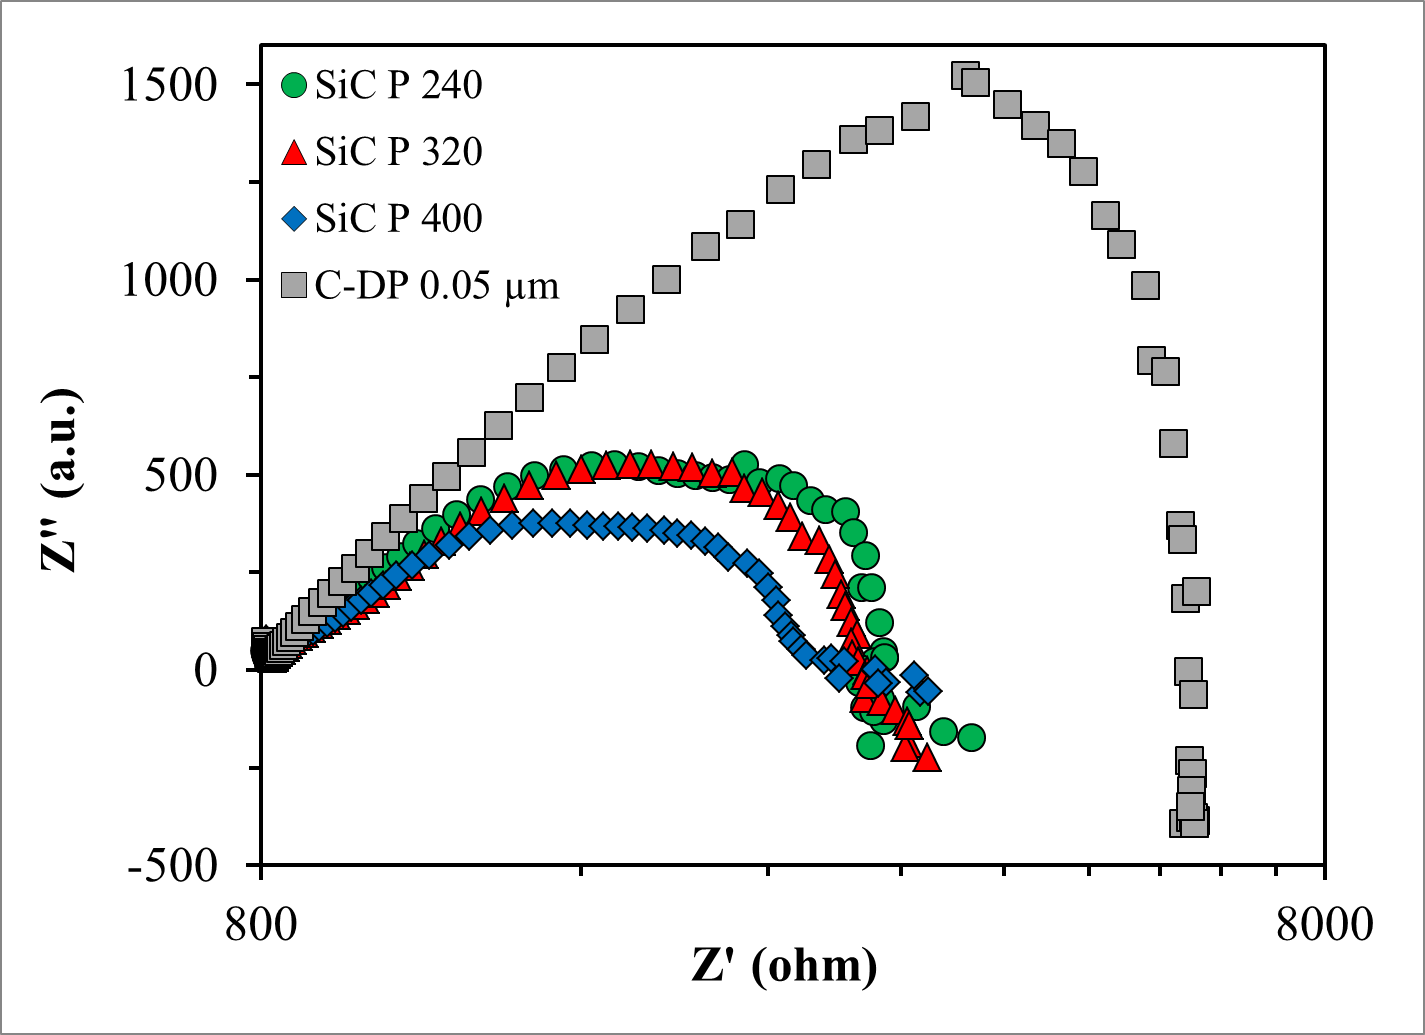 1500
1000
500
0
-500
SiC P 240
SiC P 320
SiC P 400
C-DP 0.05 µm
Z'' (a.u.)
800
8000
Z' (ohm)